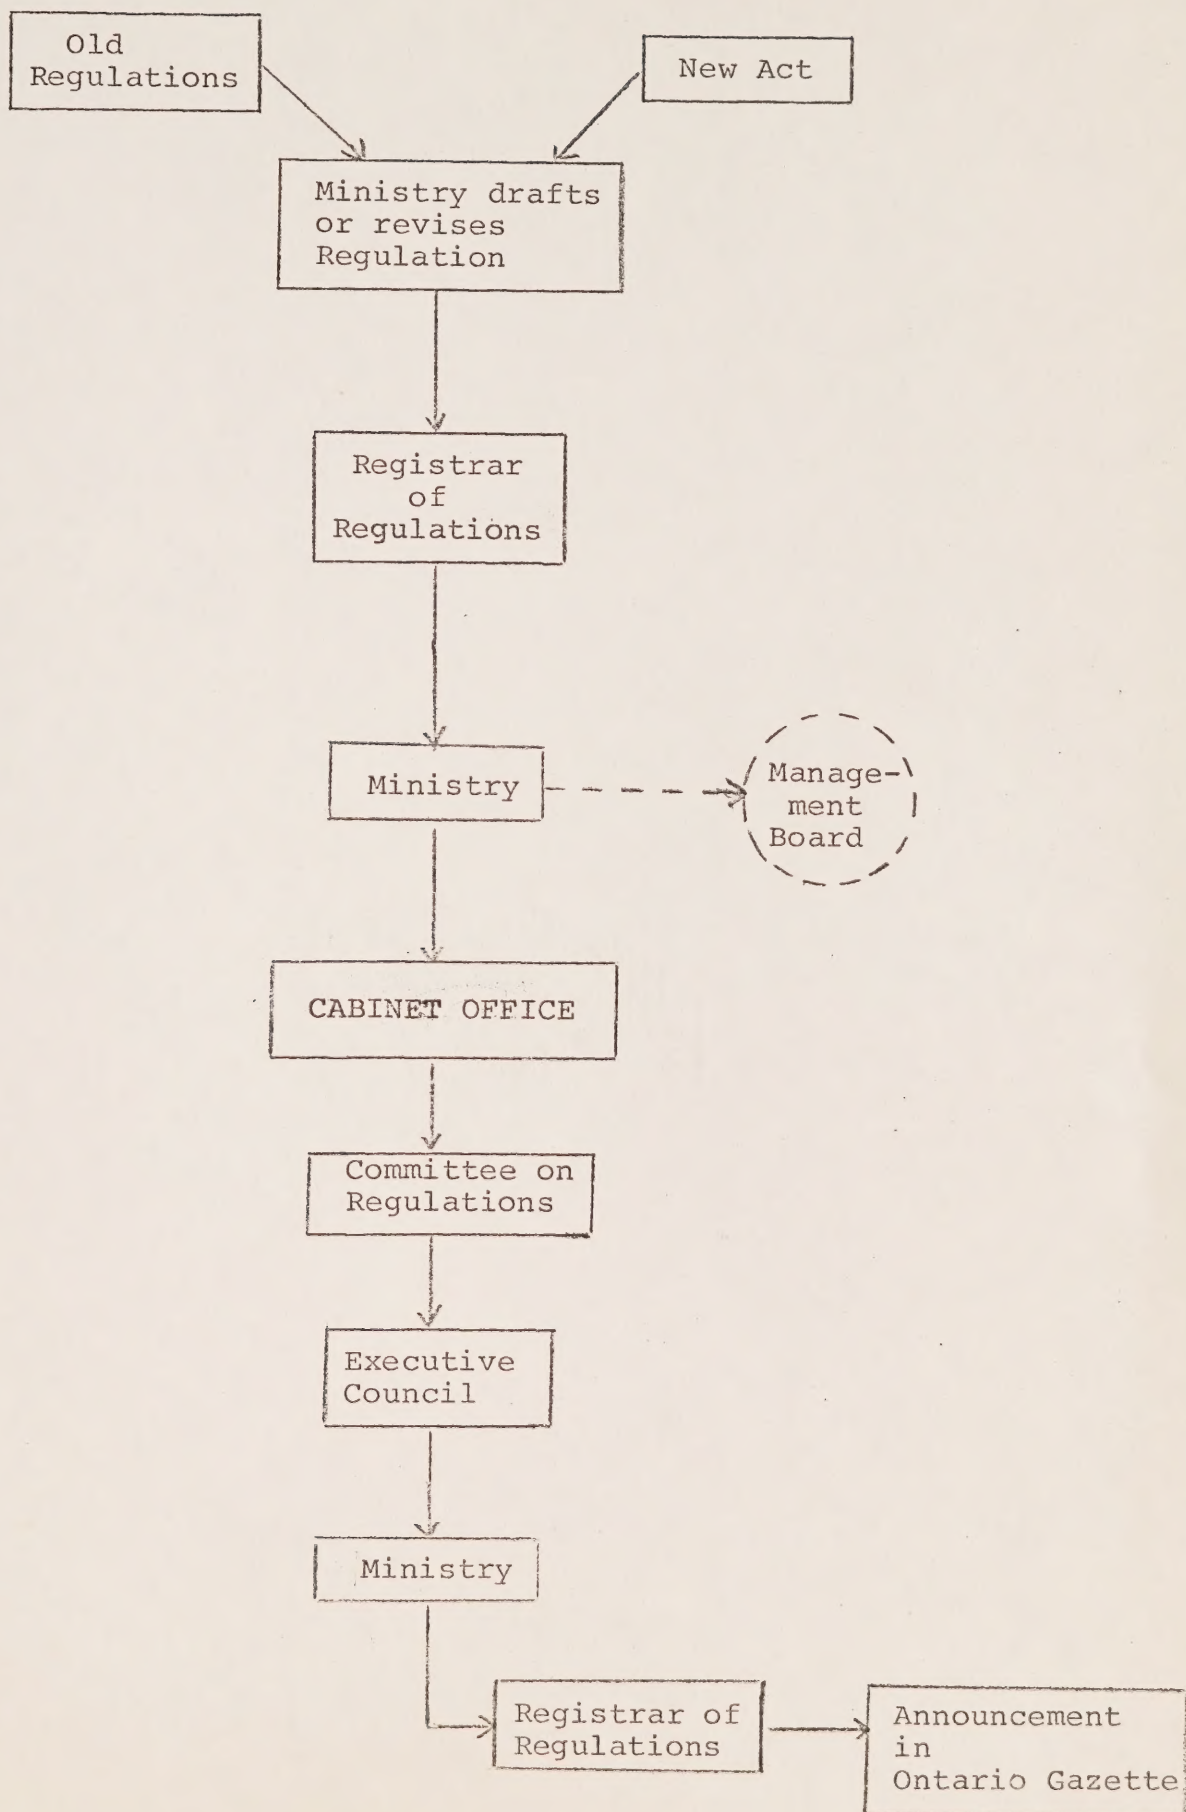 Old
Regulations
New Act
Ministry drafts
or revises
Regulation
Registrar
of
Regulations
Ministry
Manage-
ment
Board
CABINET OFFICE
Committee on
Regulations
Executive
Council
Ministry
Registrar of
Regulations
Announcement
in
Ontario Gazette